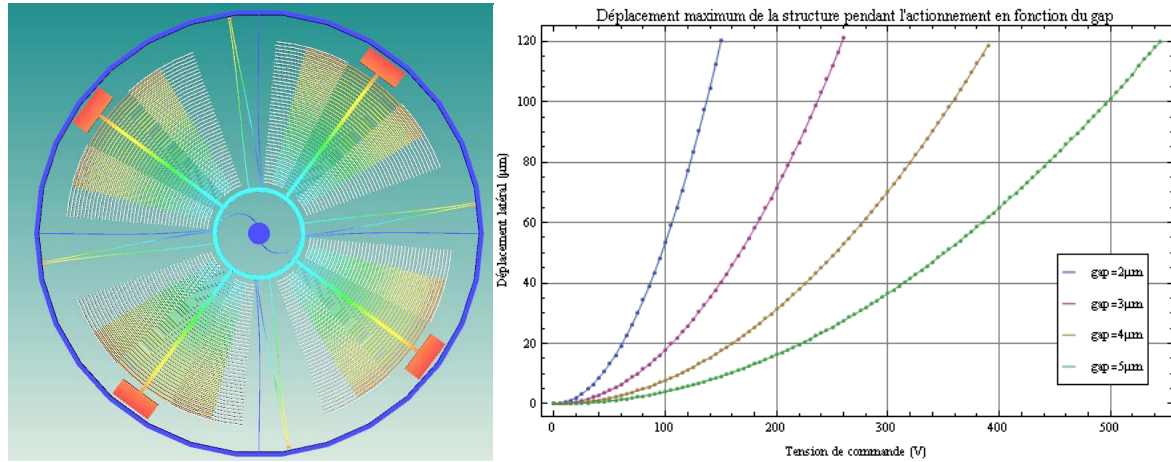 Déplacement maximum de la structure pendant l'actionnement en fonction du gap
120
100
80
60
40
20
0
Déplacement latéral (µm)
gap=2µm
gap=3µm
gap=4µm
gap=5µm
0 100 200 300 400 500
Tension de commande (V)